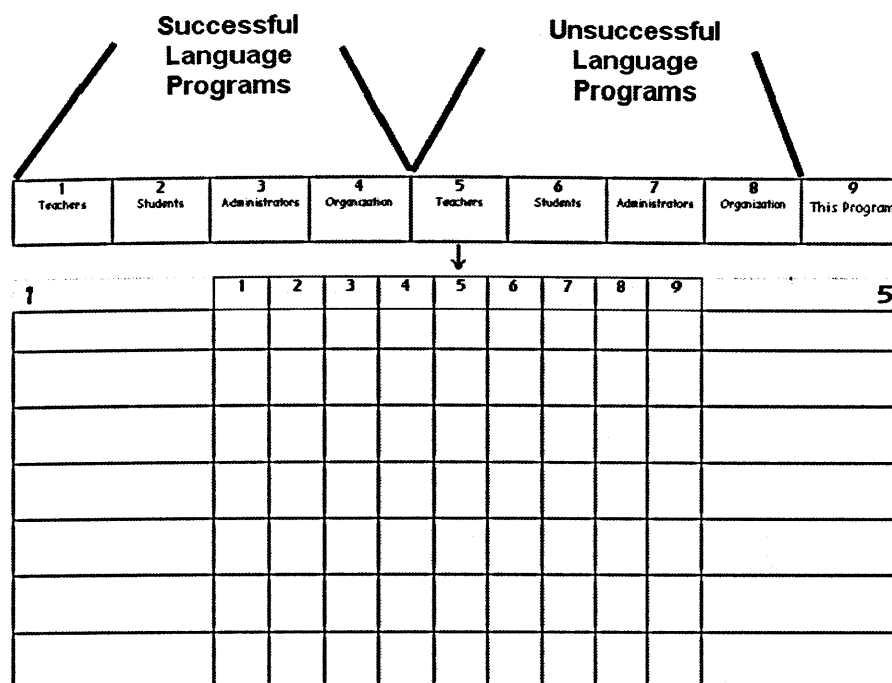 Successful
Language
Programs
Unsuccessful
Language
Programs
1 2 3 4 5 6 7 8 9
Teachers Students Administrators Organization Teachers Students Administrators Organization This Program
1 1 2 3 4 5 6 7 8 9 5